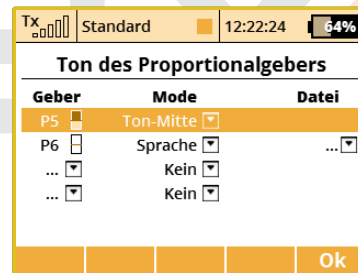 Tx Standard 12:22:24 64%
Ton des Proportionalgebers
Geber Mode Datei
P5 Ton-Mitte
P6 Sprache ...
... Kein
... Kein
Ok